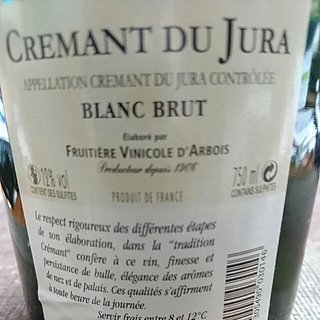 CREMANT DU JURA
APPELLATION CREMANT DU JURA CONTRÔLÉE
BLANC BRUT
Élaboré par
FRUITIÈRE VINICOLE D'ARBOIS
Producteur depuis 1906
12% vol
750 ml e
CONTIENT DES SULFITES
CONTAINS SULPHITES
PRODUIT DE FRANCE
Le respect rigoureux des différentes étapes
de son élaboration, dans la "tradition
Crémant" confère à ce vin, finesse et
persistance de bulle, élégance des arômes
de nez et de palais. Ces qualités s'affirment
à toute heure de la journée.
Servir frais entre 8 et 12°C